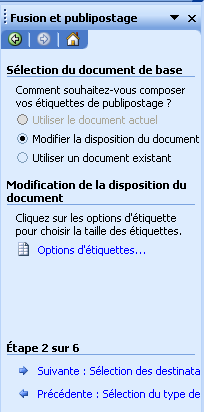 Fusion et publipostage
Sélection du document de base
Comment souhaitez-vous composer
vos étiquettes de publipostage ?
Utiliser le document actuel
Modifier la disposition du document
Utiliser un document existant
Modification de la disposition du
document
Cliquez sur les options d'étiquette
pour choisir la taille des étiquettes.
Options d'étiquettes...
Étape 2 sur 6
Suivante : Sélection des destinata
Précédente : Sélection du type de